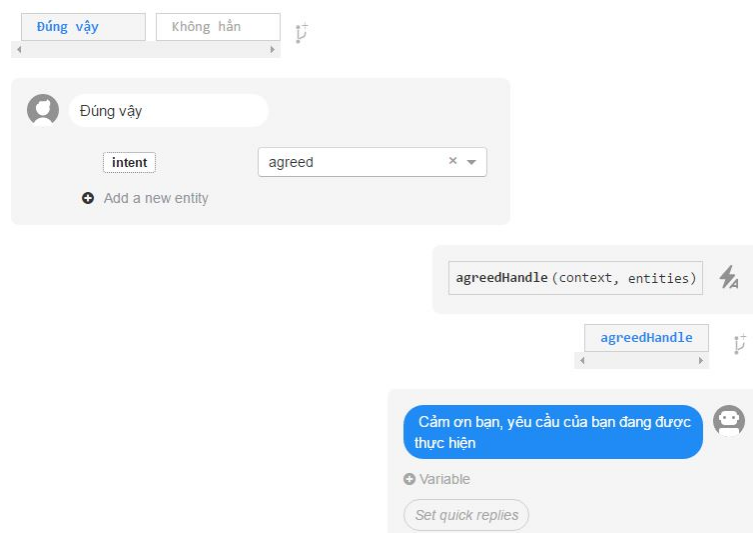 Đúng vậy Không hẳn
Đúng vậy
intent agreed
Add a new entity
agreedHandle(context, entities)
agreedHandle
Cảm ơn bạn, yêu cầu của bạn đang được
thực hiện
Variable
Set quick replies